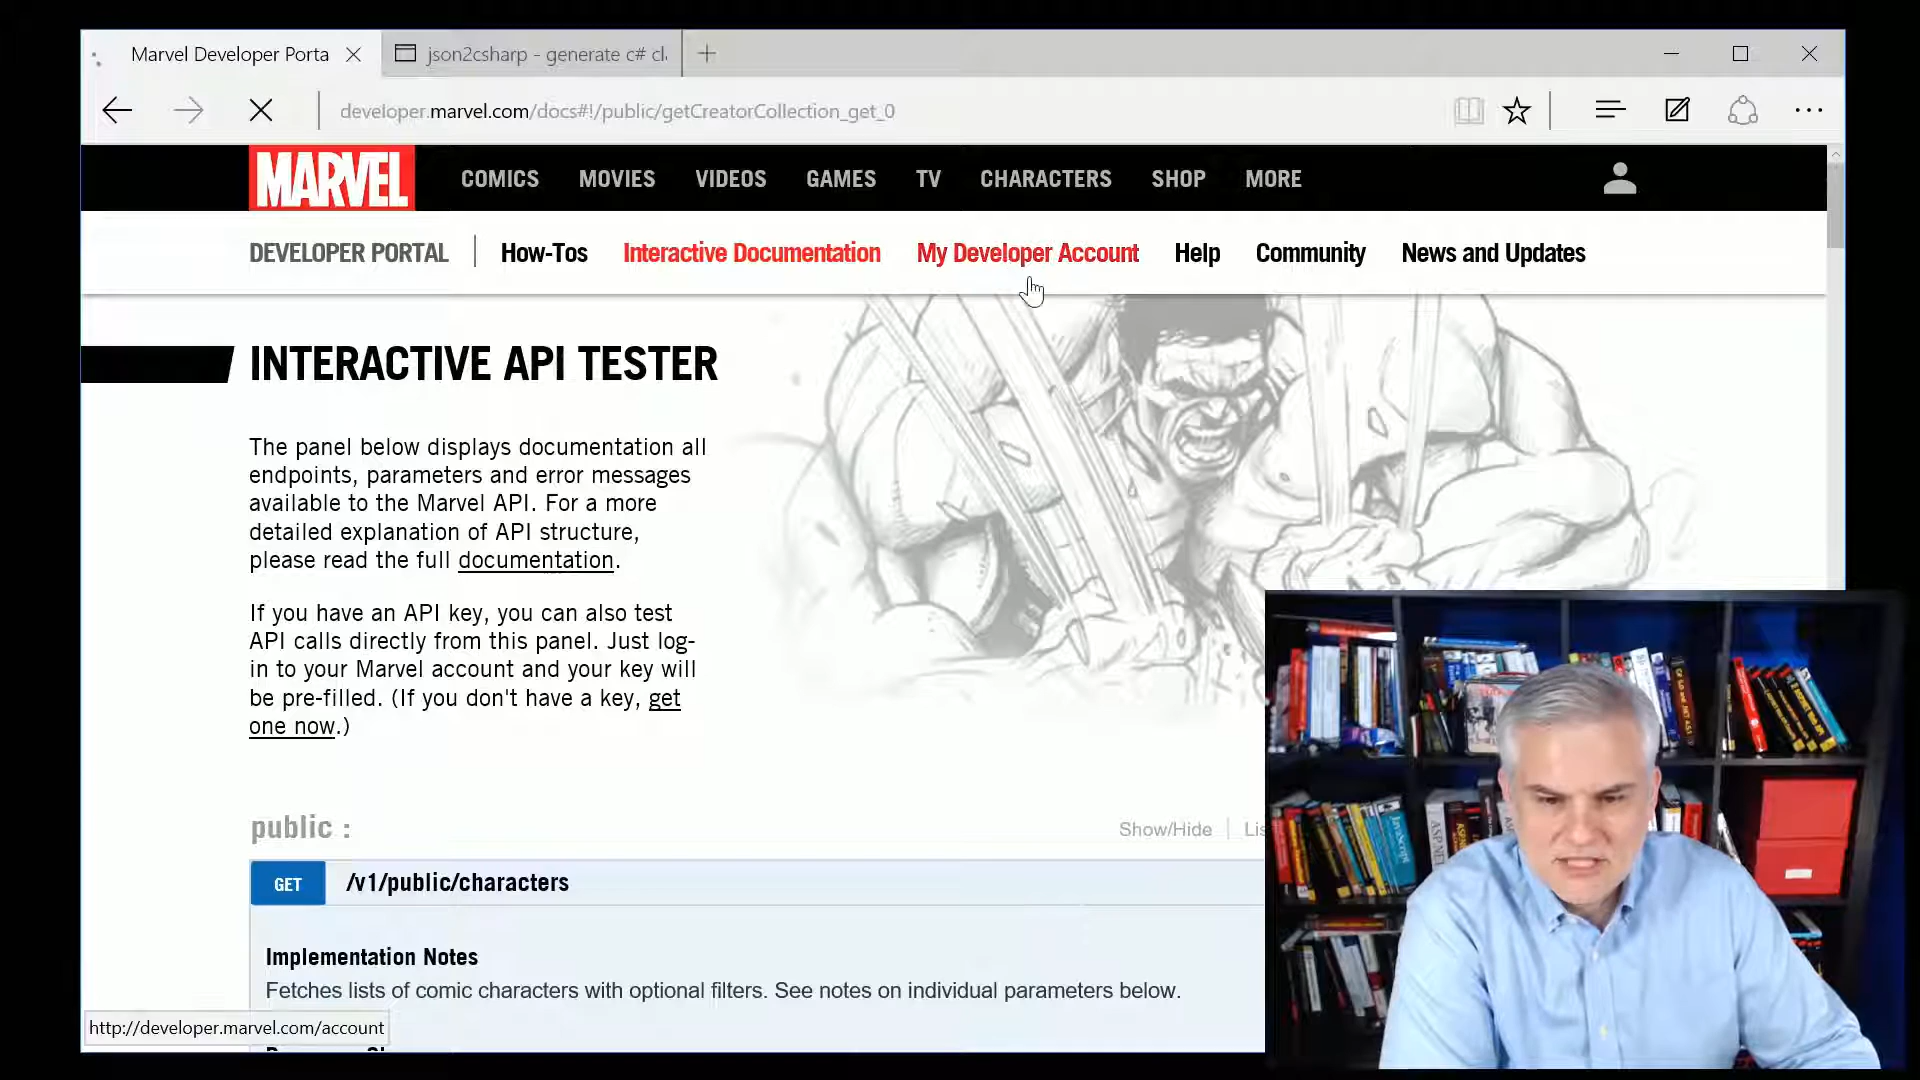 Marvel Developer Porta
json2csharp - generate c# cl
developer.marvel.com/docs#!/public/getCreatorCollection_get_0
MARVEL COMICS MOVIES VIDEOS GAMES TV CHARACTERS SHOP MORE
DEVELOPER PORTAL How-Tos Interactive Documentation My Developer Account Help Community News and Updates
INTERACTIVE API TESTER
The panel below displays documentation all
endpoints, parameters and error messages
available to the Marvel API. For a more
detailed explanation of API structure,
please read the full documentation.
If you have an API key, you can also test
API calls directly from this panel. Just log-
in to your Marvel account and your key will
be pre-filled. (If you don't have a key, get
one now.)
public :
Show/Hide Lis
GET /v1/public/characters
Implementation Notes
Fetches lists of comic characters with optional filters. See notes on individual parameters below.
http://developer.marvel.com/account
JavaScript